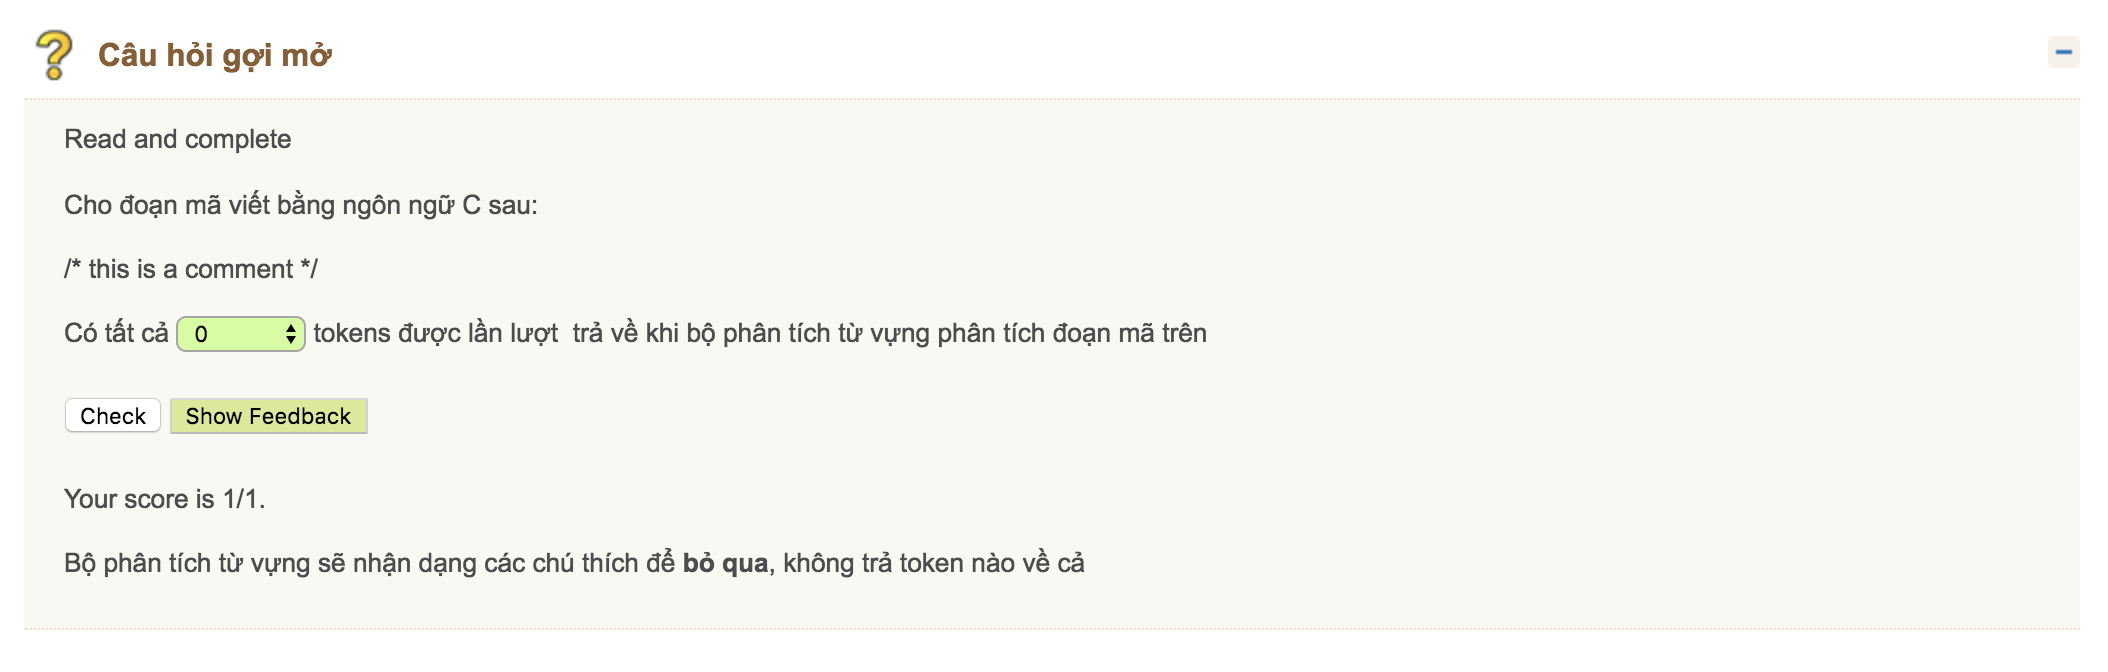 Câu hỏi gợi mở
Read and complete
Cho đoạn mã viết bằng ngôn ngữ C sau:
/* this is a comment */
Có tất cả 0 tokens được lần lượt trả về khi bộ phân tích từ vựng phân tích đoạn mã trên
Check Show Feedback
Your score is 1/1.
Bộ phân tích từ vựng sẽ nhận dạng các chú thích để bỏ qua, không trả token nào về cả